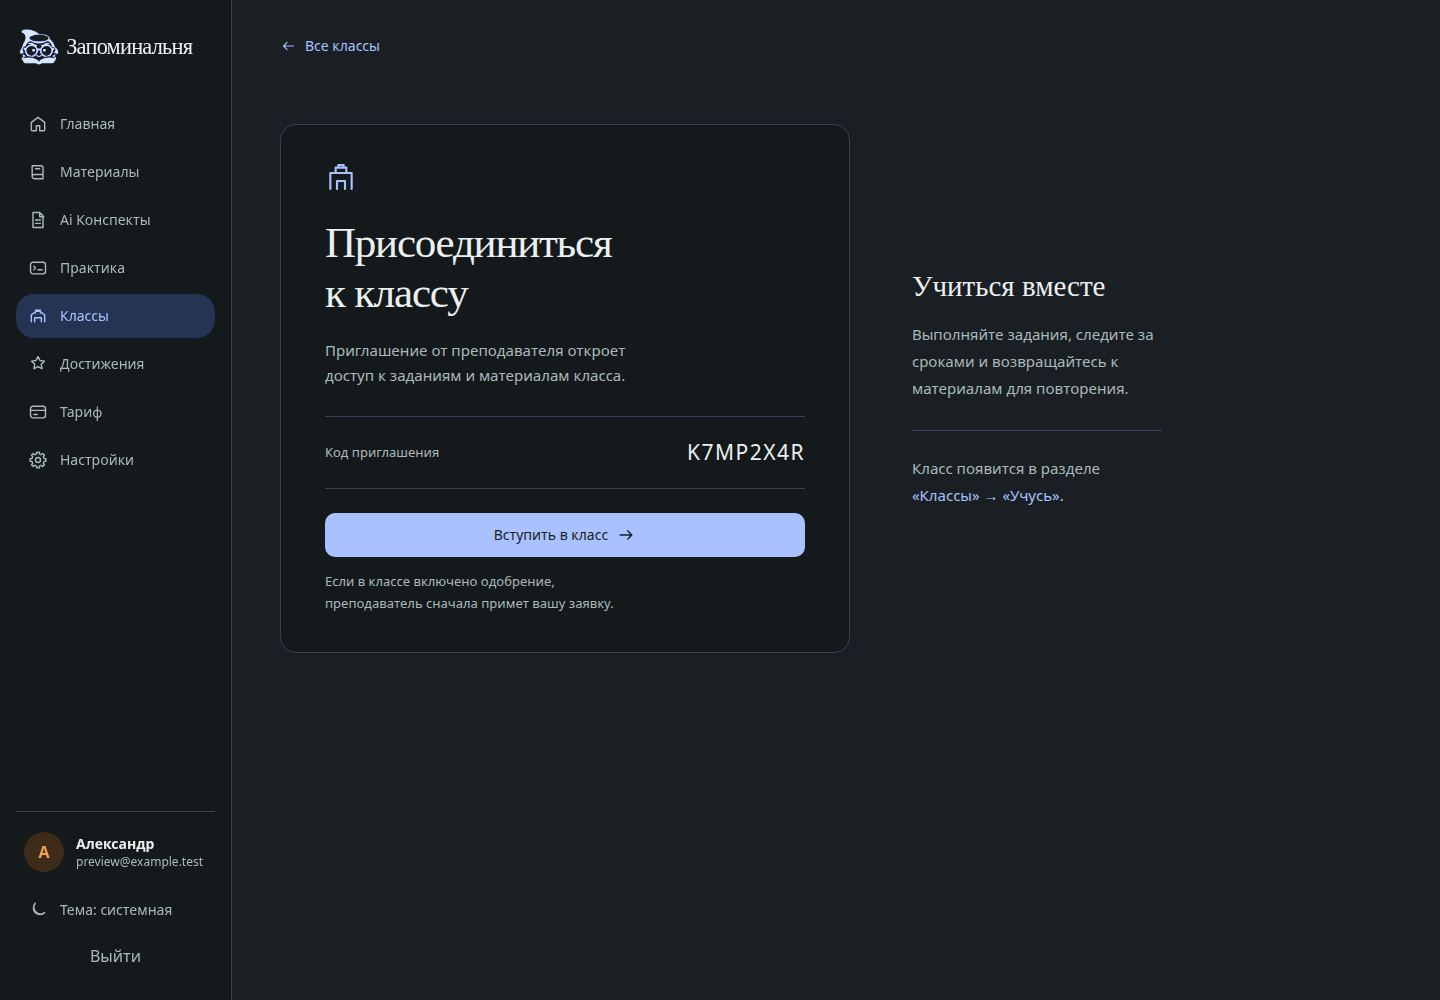 Запоминальня
Главная
Материалы
Ai Конспекты
Практика
Классы
Достижения
Тариф
Настройки
А
Александр
preview@example.test
Тема: системная
Выйти
Все классы
Присоединиться
к классу
Приглашение от преподавателя откроет
доступ к заданиям и материалам класса.
Код приглашения
K7MP2X4R
Вступить в класс →
Если в классе включено одобрение,
преподаватель сначала примет вашу заявку.
Учиться вместе
Выполняйте задания, следите за
сроками и возвращайтесь к
материалам для повторения.
Класс появится в разделе
«Классы» → «Учусь».